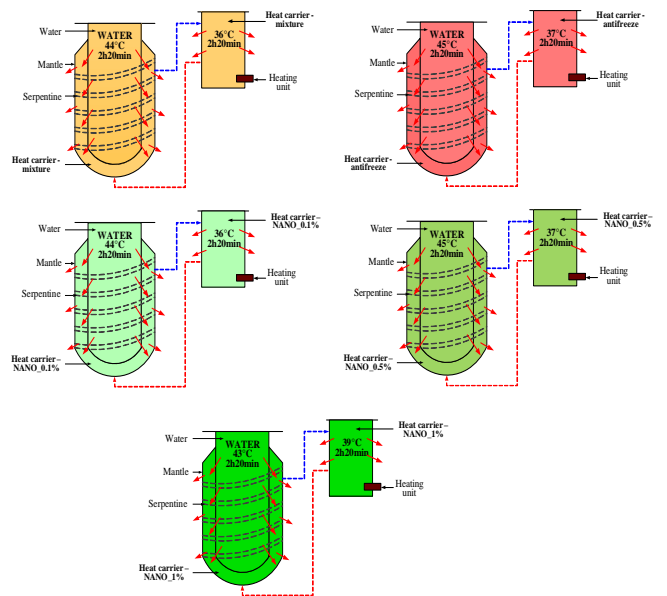 Water
Mantle
Serpentine
Heat carrier-
mixture
WATER
44°C
2h20min
36°C
2h20min
Heat carrier-
mixture
Heating
unit
Water
Mantle
Serpentine
Heat carrier-
antifreeze
WATER
45°C
2h20min
37°C
2h20min
Heat carrier-
antifreeze
Heating
unit
Water
Mantle
Serpentine
Heat carrier–
NANO_0.1%
WATER
44°C
2h20min
36°C
2h20min
Heat carrier–
NANO_0.1%
Heating
unit
Water
Mantle
Serpentine
Heat carrier–
NANO_0.5%
WATER
45°C
2h20min
37°C
2h20min
Heat carrier–
NANO_0.5%
Heating
unit
Water
Mantle
Serpentine
Heat carrier–
NANO_1%
WATER
43°C
2h20min
39°C
2h20min
Heat carrier–
NANO_1%
Heating
unit